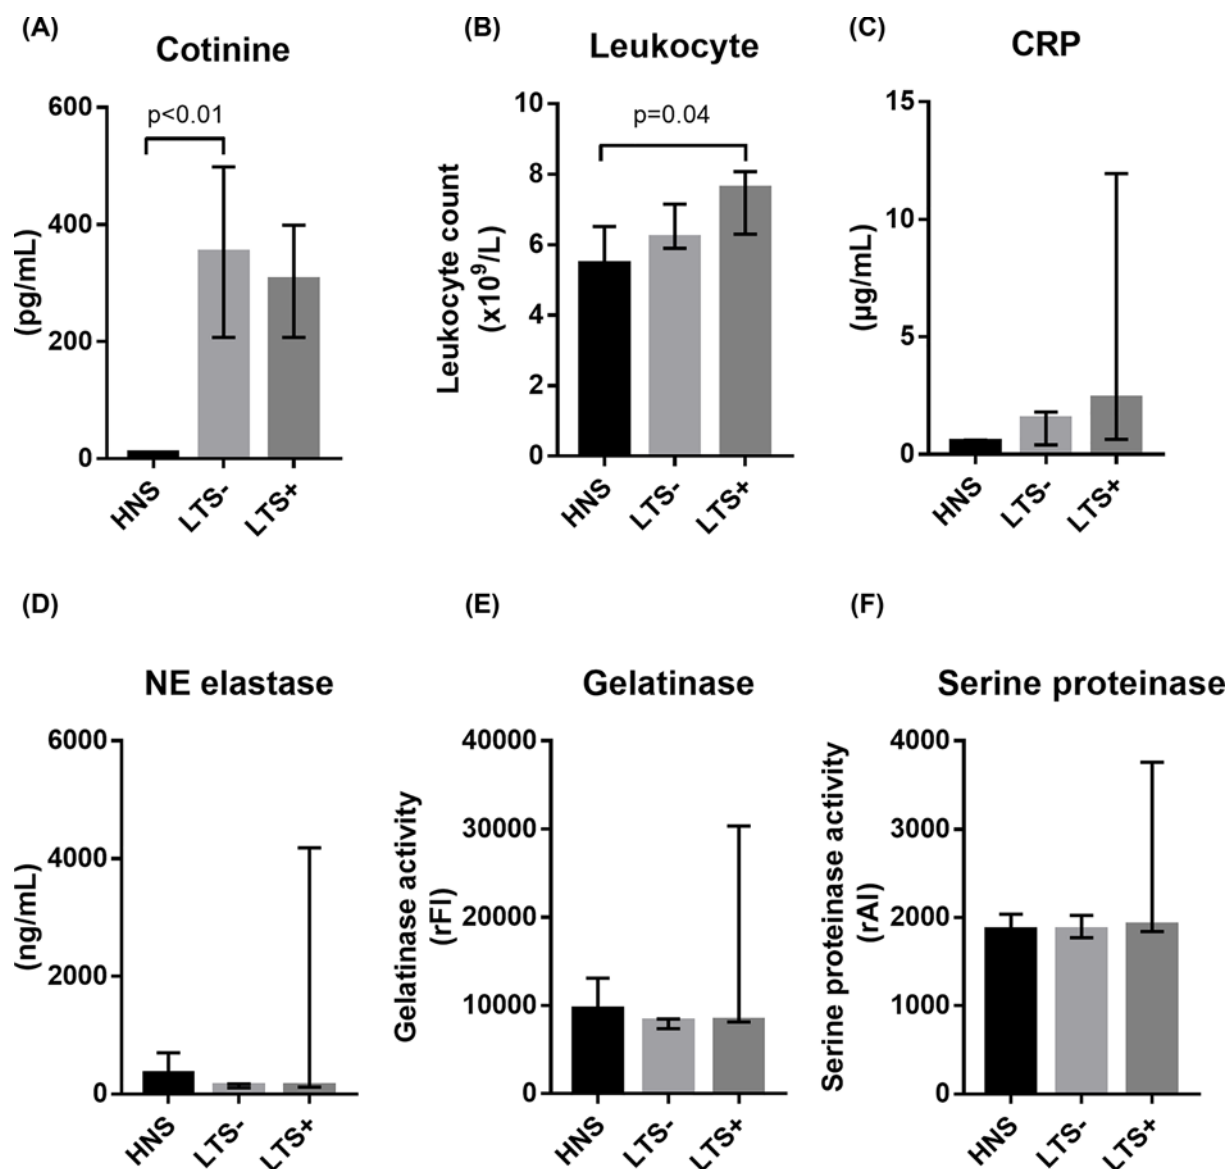 (A)
Cotinine
(pg/mL)
600
400
200
0
p<0.01
HNS
LTS-
LTS+
(B)
Leukocyte
Leukocyte count
(x10⁹/L)
10
8
6
4
2
0
p=0.04
HNS
LTS-
LTS+
(C)
CRP
(µg/mL)
15
10
5
0
HNS
LTS-
LTS+
(D)
NE elastase
(ng/mL)
6000
4000
2000
0
HNS
LTS-
LTS+
(E)
Gelatinase
Gelatinase activity
(rFI)
40000
30000
20000
10000
0
HNS
LTS-
LTS+
(F)
Serine proteinase
Serine proteinase activity
(rAI)
4000
3000
2000
1000
0
HNS
LTS-
LTS+